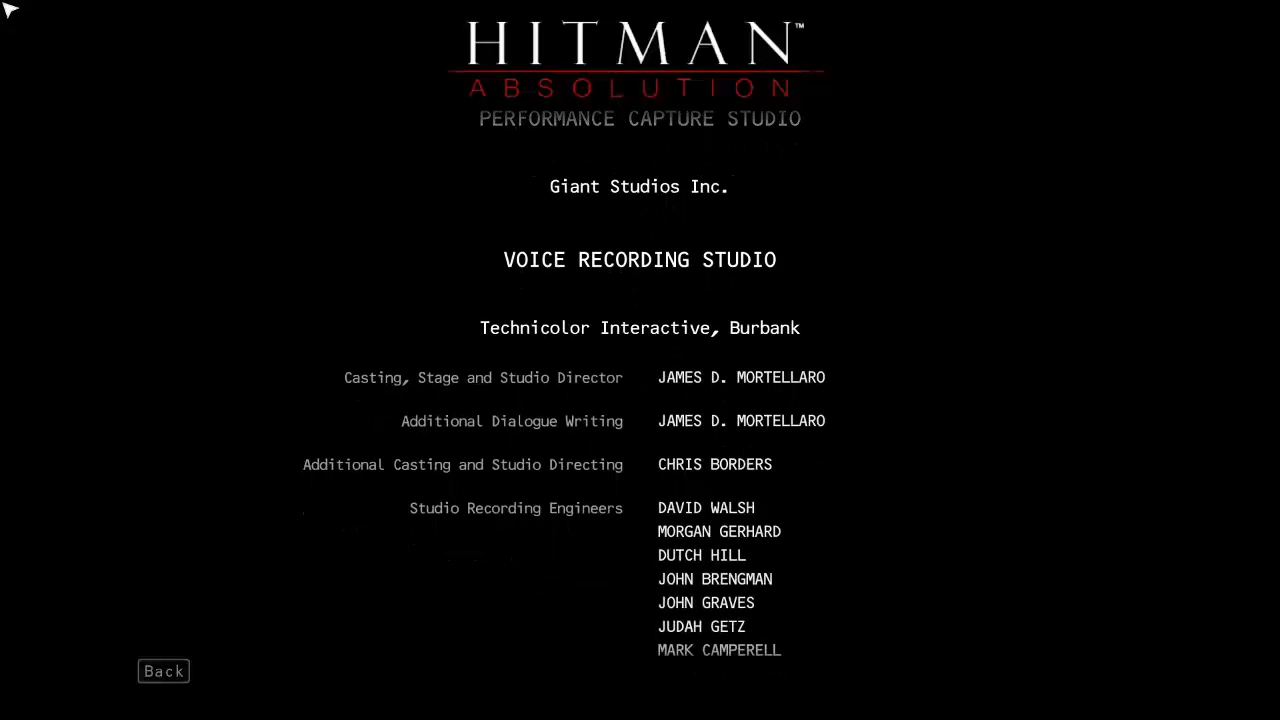 HITMAN™
ABSOLUTION
PERFORMANCE CAPTURE STUDIO
Giant Studios Inc.
VOICE RECORDING STUDIO
Technicolor Interactive, Burbank
Casting, Stage and Studio Director JAMES D. MORTELLARO
Additional Dialogue Writing JAMES D. MORTELLARO
Additional Casting and Studio Directing CHRIS BORDERS
Studio Recording Engineers DAVID WALSH
MORGAN GERHARD
DUTCH HILL
JOHN BRENGMAN
JOHN GRAVES
JUDAH GETZ
MARK CAMPERELL
Back